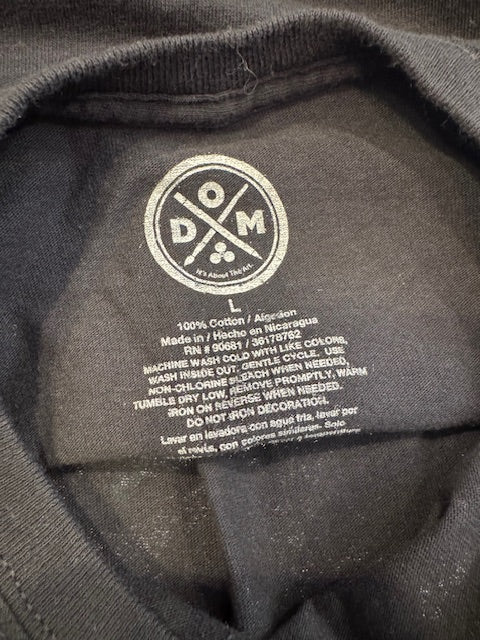 O
D M
It's About The Art.
L
100% Cotton / Algodon
Made in / Hecho en Nicaragua
RN # 90681 / 36178762
MACHINE WASH COLD WITH LIKE COLORS,
WASH INSIDE OUT, GENTLE CYCLE. USE
NON-CHLORINE BLEACH WHEN NEEDED,
TUMBLE DRY LOW, REMOVE PROMPTLY, WARM
IRON ON REVERSE WHEN NEEDED.
DO NOT IRON DECORATION.
Lavar en lavadora con agua fria, lavar por
el revés, con colores similares. Solo